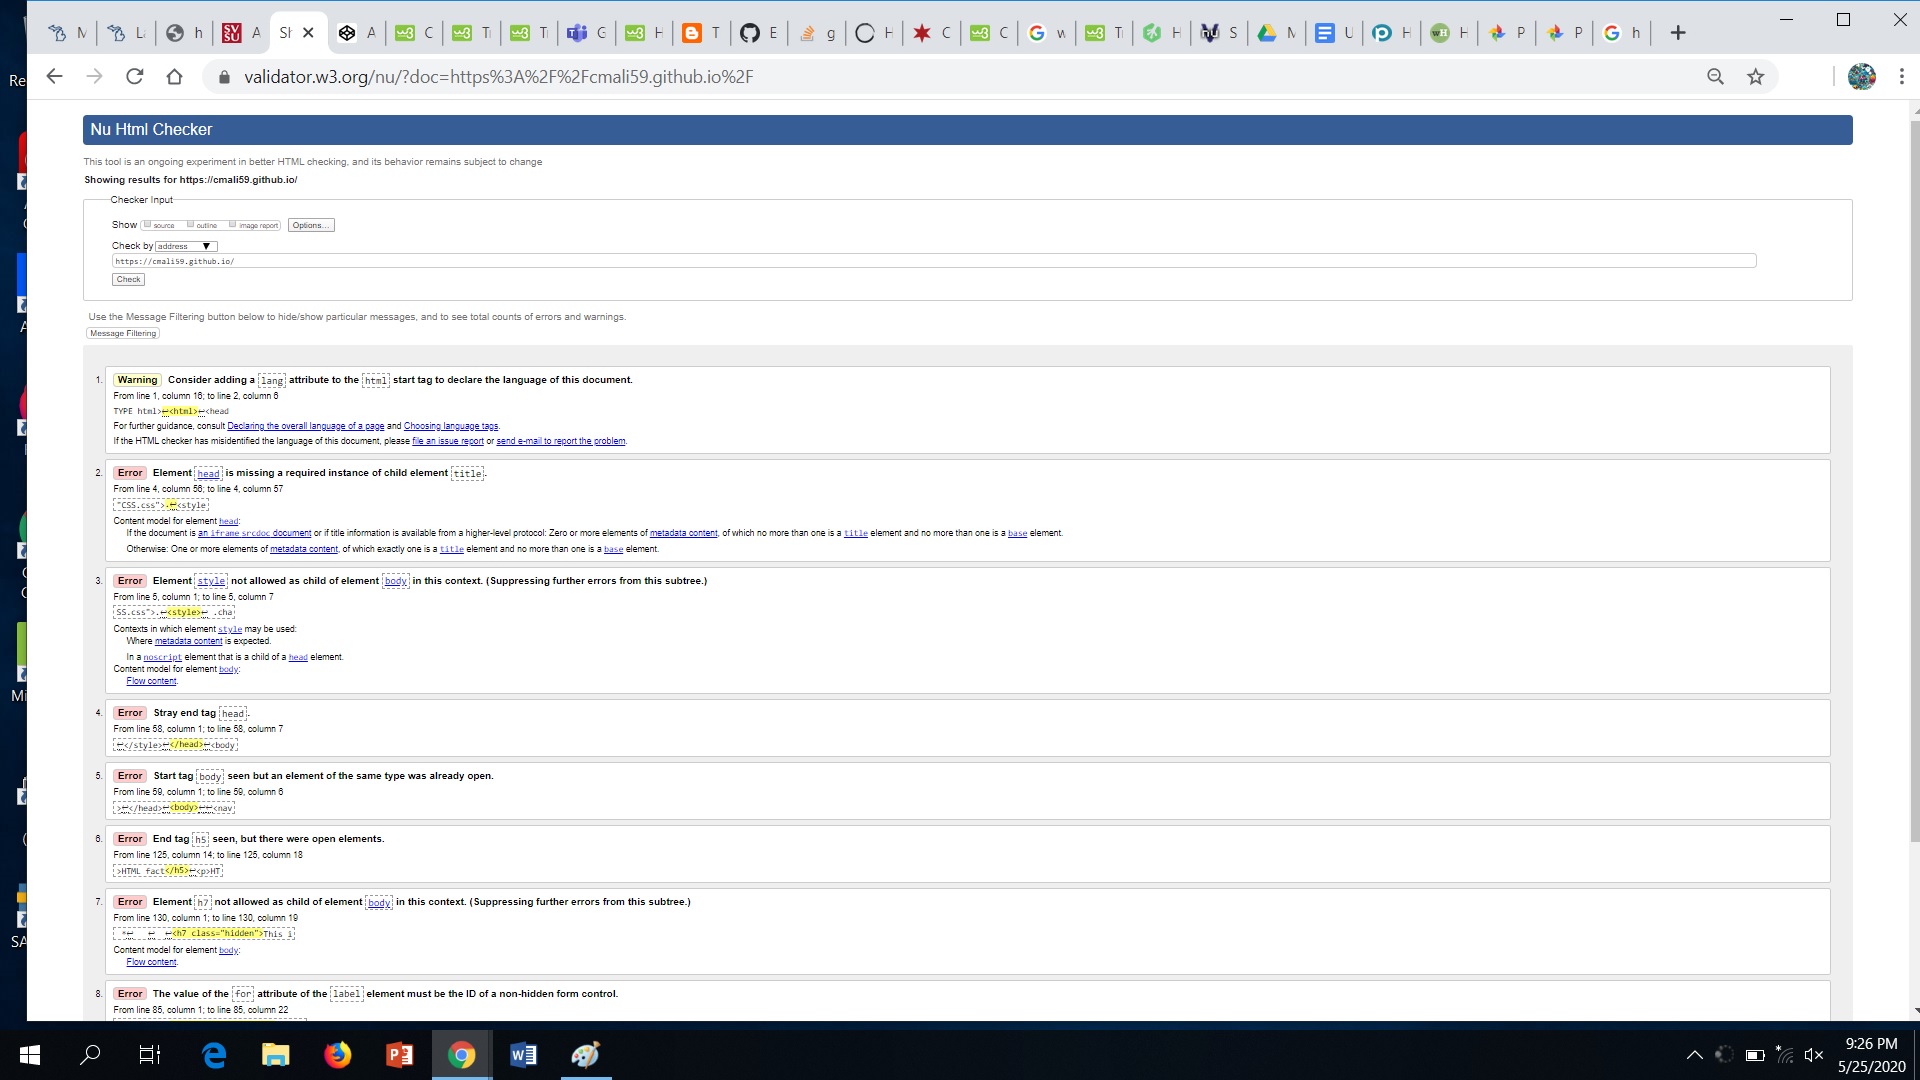 M
L
h
A
Sh
A
C
Ti
Ti
G
H
T
E
g
H
C
C
w
Ti
H
S
M
U
H
H
P
P
h
validator.w3.org/nu/?doc=https%3A%2F%2Fcmali59.github.io%2F
Nu Html Checker
This tool is an ongoing experiment in better HTML checking, and its behavior remains subject to change
Showing results for https://cmali59.github.io/
Checker Input
Show source outline image report Options...
Check by address
https://cmali59.github.io/
Check
Use the Message Filtering button below to hide/show particular messages, and to see total counts of errors and warnings.
Message Filtering
1. Warning Consider adding a lang attribute to the html start tag to declare the language of this document.
From line 1, column 16; to line 2, column 6
TYPE html>↩<html>↩<head
For further guidance, consult Declaring the overall language of a page and Choosing language tags.
If the HTML checker has misidentified the language of this document, please file an issue report or send e-mail to report the problem.
2. Error Element head is missing a required instance of child element title.
From line 4, column 56; to line 4, column 57
"CSS.css">.↩<style
Content model for element head:
If the document is an iframe srcdoc document or if title information is available from a higher-level protocol: Zero or more elements of metadata content, of which no more than one is a title element and no more than one is a base element.
Otherwise: One or more elements of metadata content, of which exactly one is a title element and no more than one is a base element.
3. Error Element style not allowed as child of element body in this context. (Suppressing further errors from this subtree.)
From line 5, column 1; to line 5, column 7
SS.css">.↩<style>↩ .cha
Contexts in which element style may be used:
Where metadata content is expected.
In a noscript element that is a child of a head element.
Content model for element body:
Flow content.
4. Error Stray end tag head.
From line 58, column 1; to line 58, column 7
↩</style>↩</head>↩<body
5. Error Start tag body seen but an element of the same type was already open.
From line 59, column 1; to line 59, column 6
>↩</head>↩<body>↩↩<nav
6. Error End tag h5 seen, but there were open elements.
From line 125, column 14; to line 125, column 18
>HTML fact</h5>↩<p>HT
7. Error Element h7 not allowed as child of element body in this context. (Suppressing further errors from this subtree.)
From line 130, column 1; to line 130, column 19
*↩ ↩ ↩<h7 class="hidden">This i
Content model for element body:
Flow content.
8. Error The value of the for attribute of the label element must be the ID of a non-hidden form control.
From line 85, column 1; to line 85, column 22
Re
Mi
SA
9:26 PM
5/25/2020